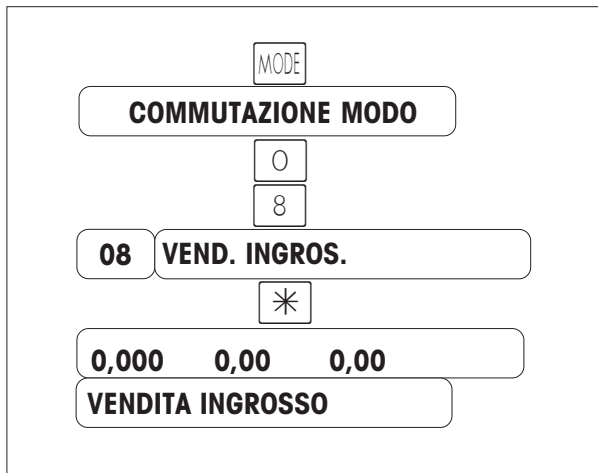 MODE
COMMUTAZIONE MODO
0
8
08 VEND. INGROS.
✳
0,000 0,00 0,00
VENDITA INGROSSO